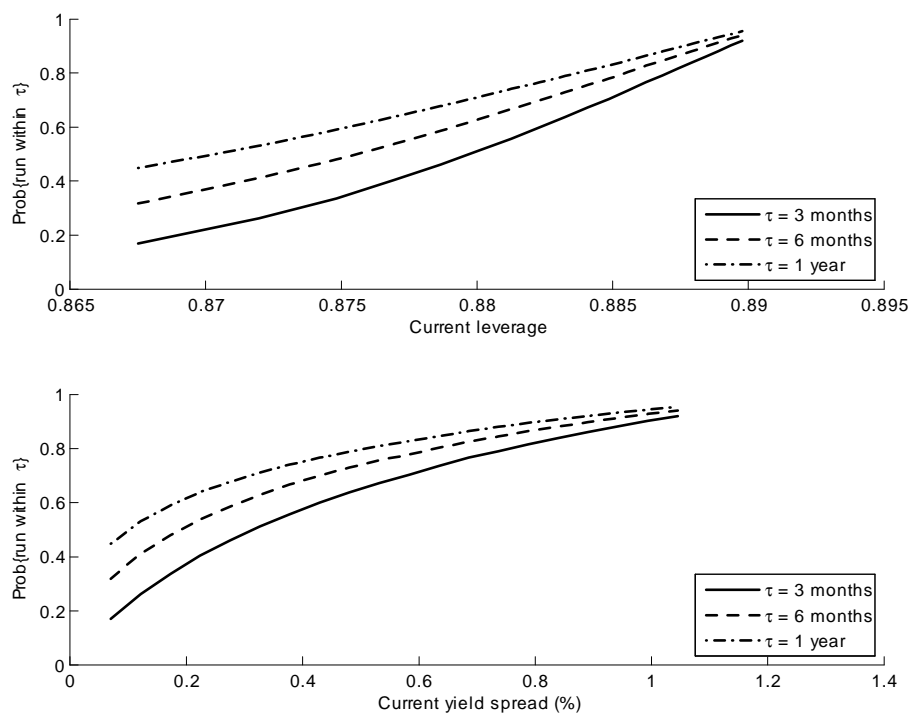 1
0.8
0.6
0.4
0.2
0
Prob{run within τ}
τ = 3 months
τ = 6 months
τ = 1 year
0.865 0.87 0.875 0.88 0.885 0.89 0.895
Current leverage
1
0.8
0.6
0.4
0.2
0
Prob{run within τ}
τ = 3 months
τ = 6 months
τ = 1 year
0 0.2 0.4 0.6 0.8 1 1.2 1.4
Current yield spread (%)